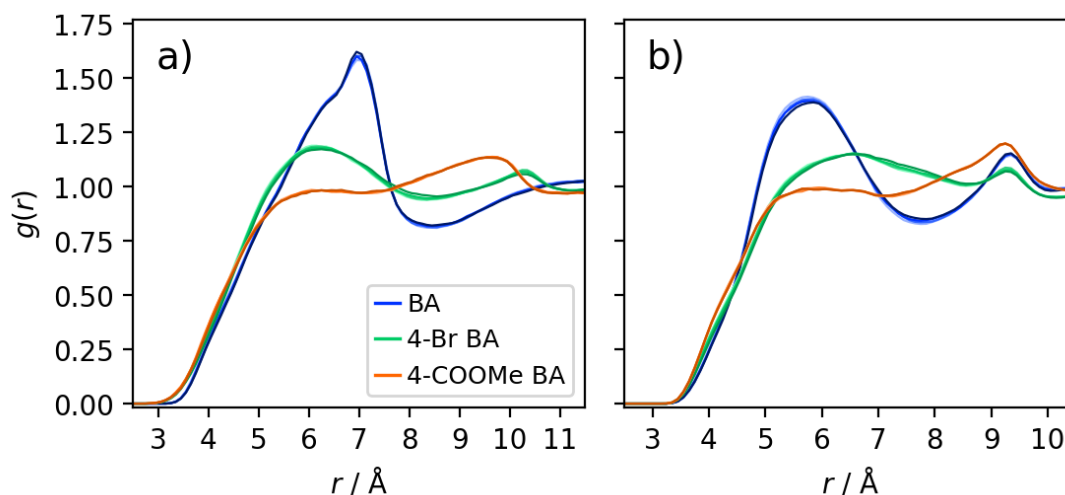 a)
b)
1.75
1.50
1.25
1.00
0.75
0.50
0.25
0.00
g(r)
BA
4-Br BA
4-COOMe BA
3 4 5 6 7 8 9 10 11
3 4 5 6 7 8 9 10
r / Å
r / Å